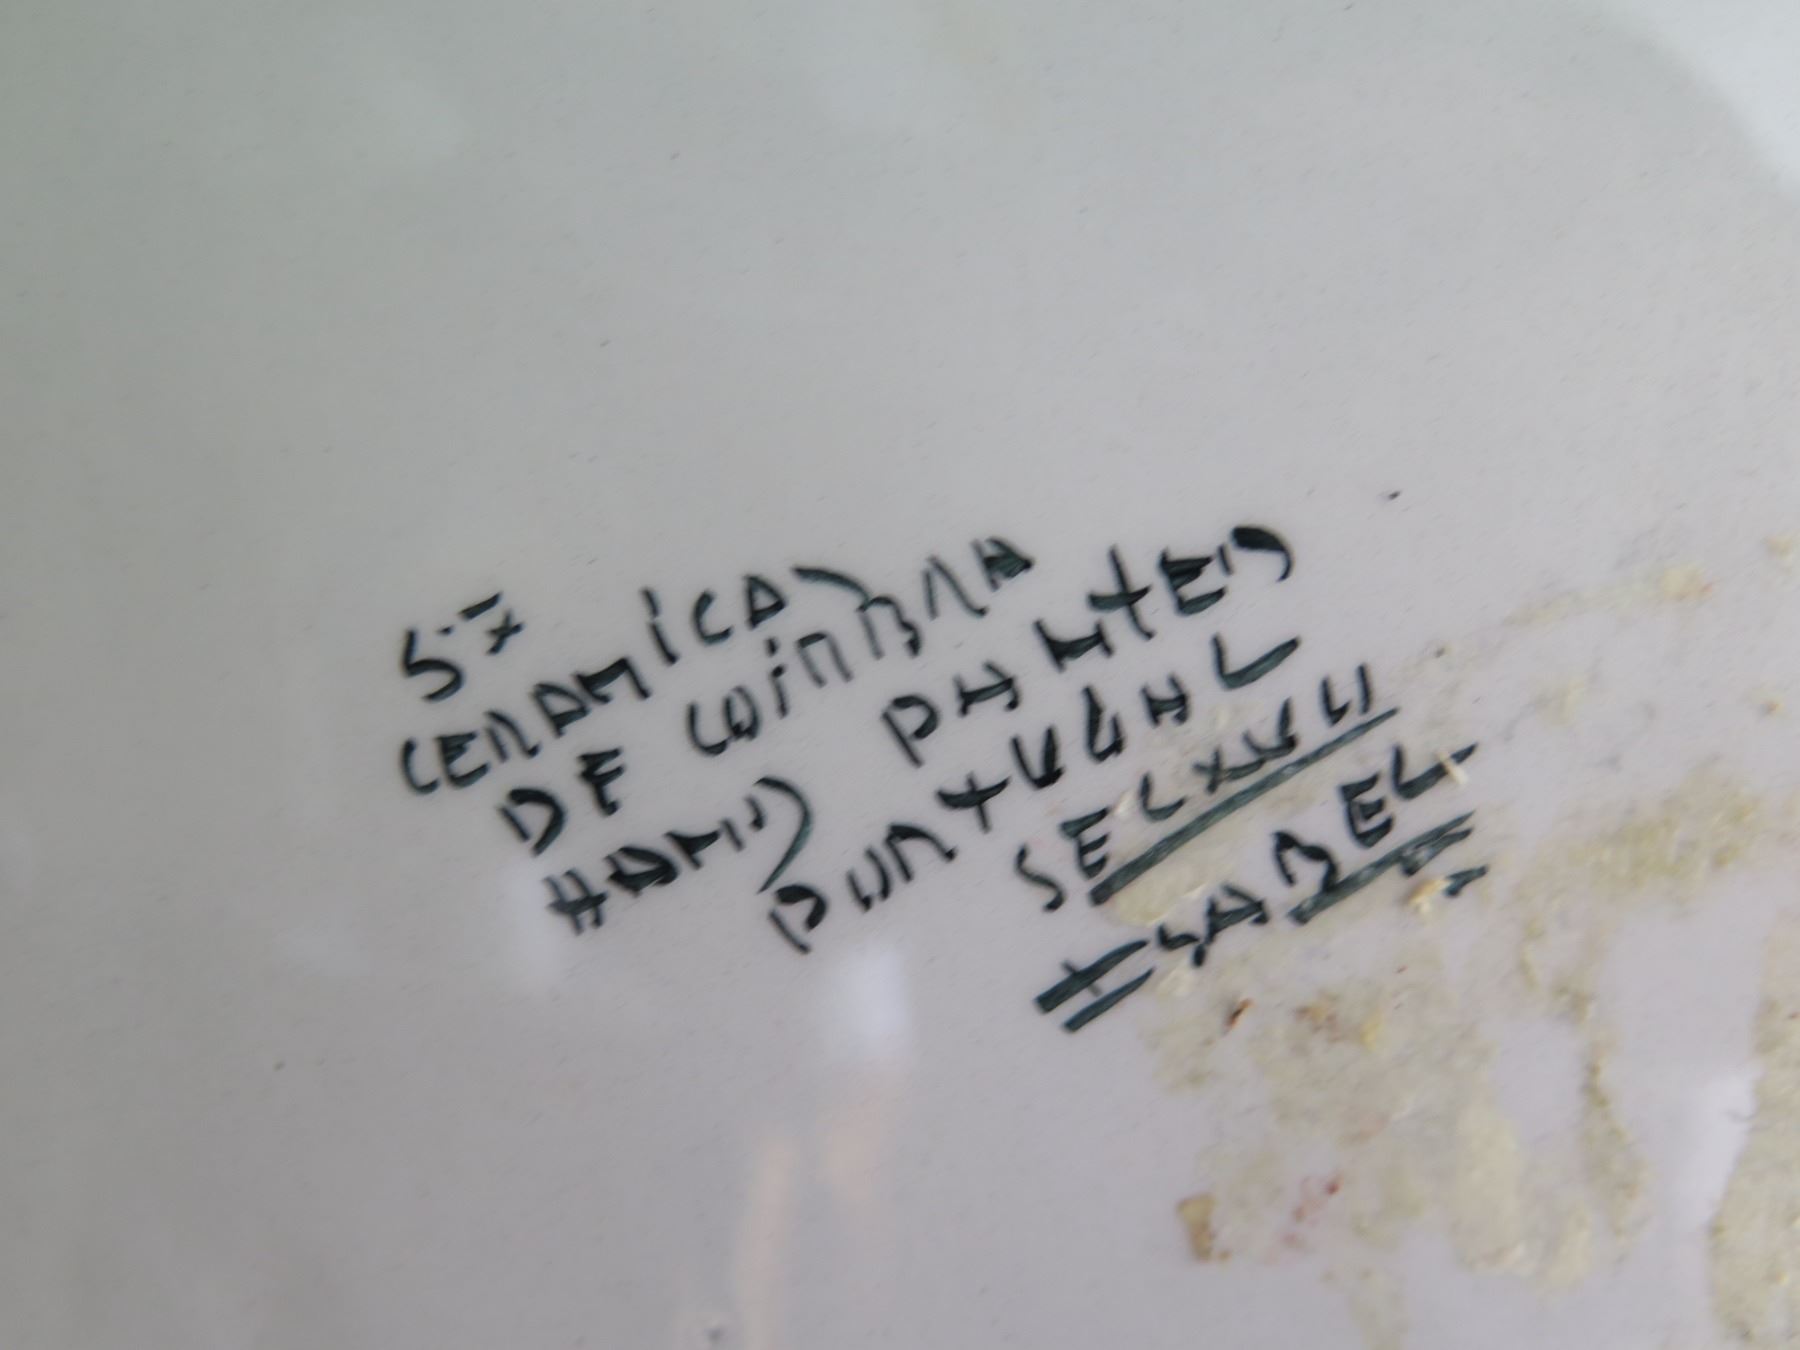 CERAMICA
DE COIMBRA
HAND PAINTED
PORTUGAL
SEC XVII
ISABEL